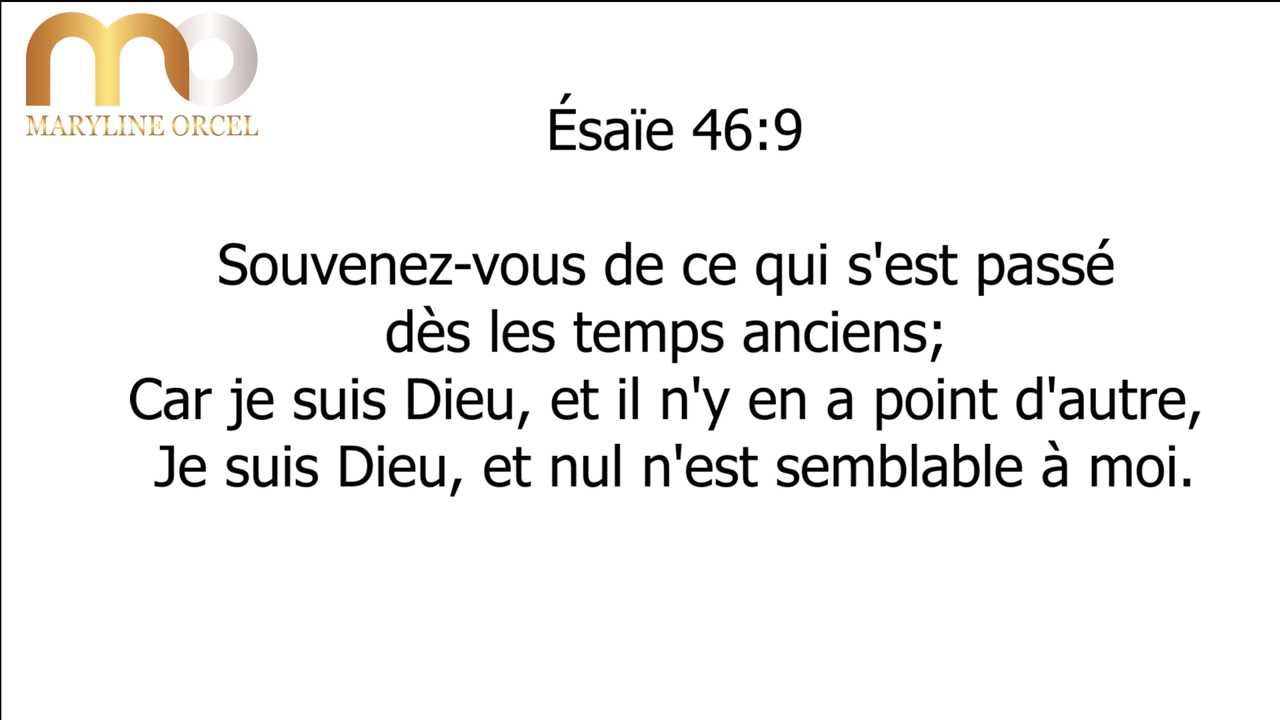 mo
MARYLINE ORCEL
Ésaïe 46:9
Souvenez-vous de ce qui s'est passé
dès les temps anciens;
Car je suis Dieu, et il n'y en a point d'autre,
Je suis Dieu, et nul n'est semblable à moi.